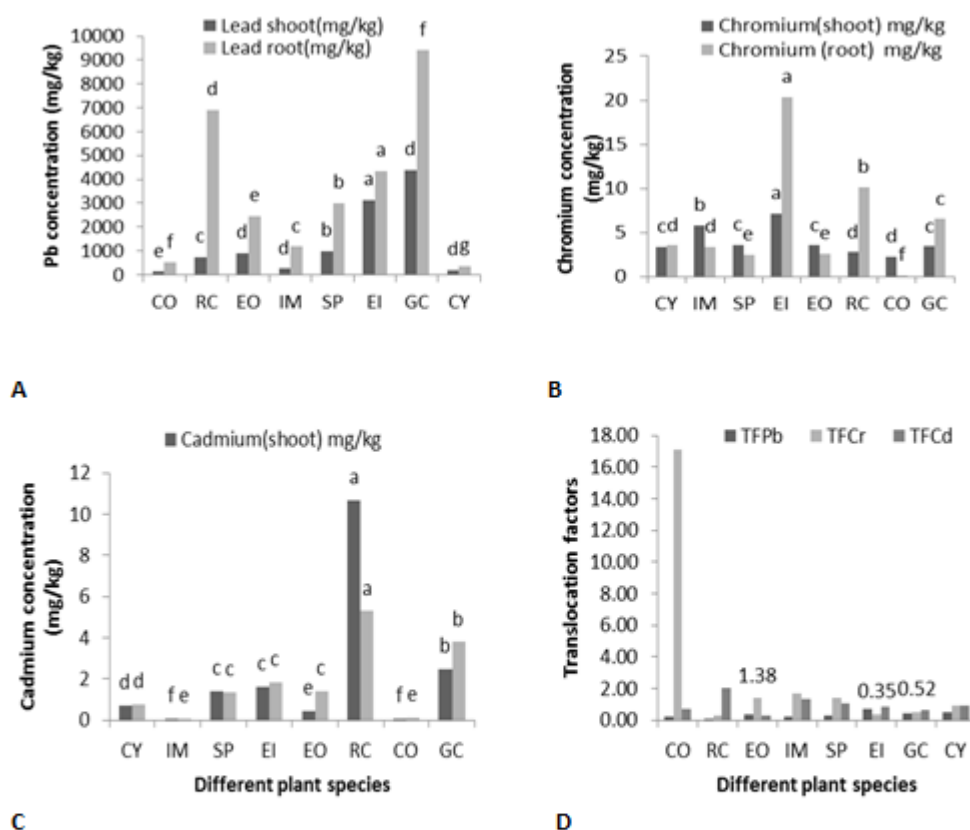 Lead shoot(mg/kg)
Lead root(mg/kg)
Pb concentration (mg/kg)
10000
9000
8000
7000
6000
5000
4000
3000
2000
1000
0
e f
c d
d e
d c
b b
a a
d f
d g
CO RC EO IM SP EI GC CY
A
Chromium(shoot) mg/kg
Chromium (root) mg/kg
Chromium concentration
(mg/kg)
25
20
15
10
5
0
c d
b d
c e
a a
c e
d b
d f
c c
CY IM SP EI EO RC CO GC
B
Cadmium(shoot) mg/kg
Cadmium concentration
(mg/kg)
12
10
8
6
4
2
0
d d
f e
c c
c c
e c
a a
f e
b b
CY IM SP EI EO RC CO GC
Different plant species
C
TFPb TFCr TFCd
Translocation factors
18.00
16.00
14.00
12.00
10.00
8.00
6.00
4.00
2.00
0.00
1.38
0.35 0.52
CO RC EO IM SP EI GC CY
Different plant species
D